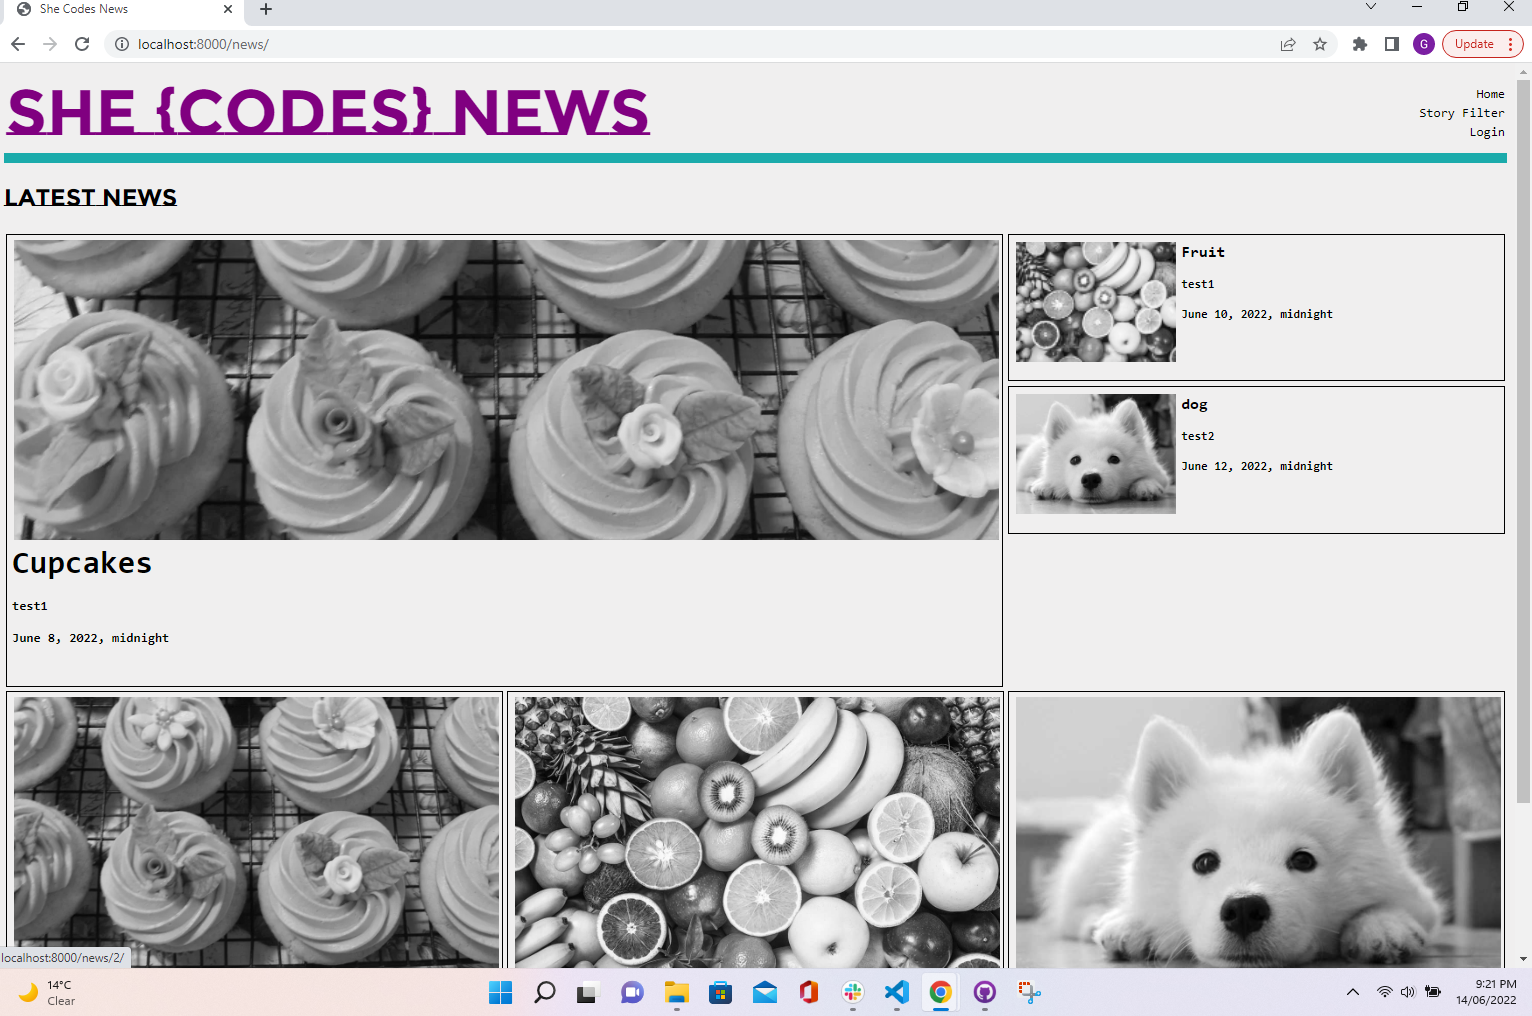 She Codes News
localhost:8000/news/
G
Update
SHE {CODES} NEWS
Home
Story Filter
Login
LATEST NEWS
Cupcakes
test1
June 8, 2022, midnight
Fruit
test1
June 10, 2022, midnight
dog
test2
June 12, 2022, midnight
localhost:8000/news/2/
14°C
Clear
9:21 PM
14/06/2022